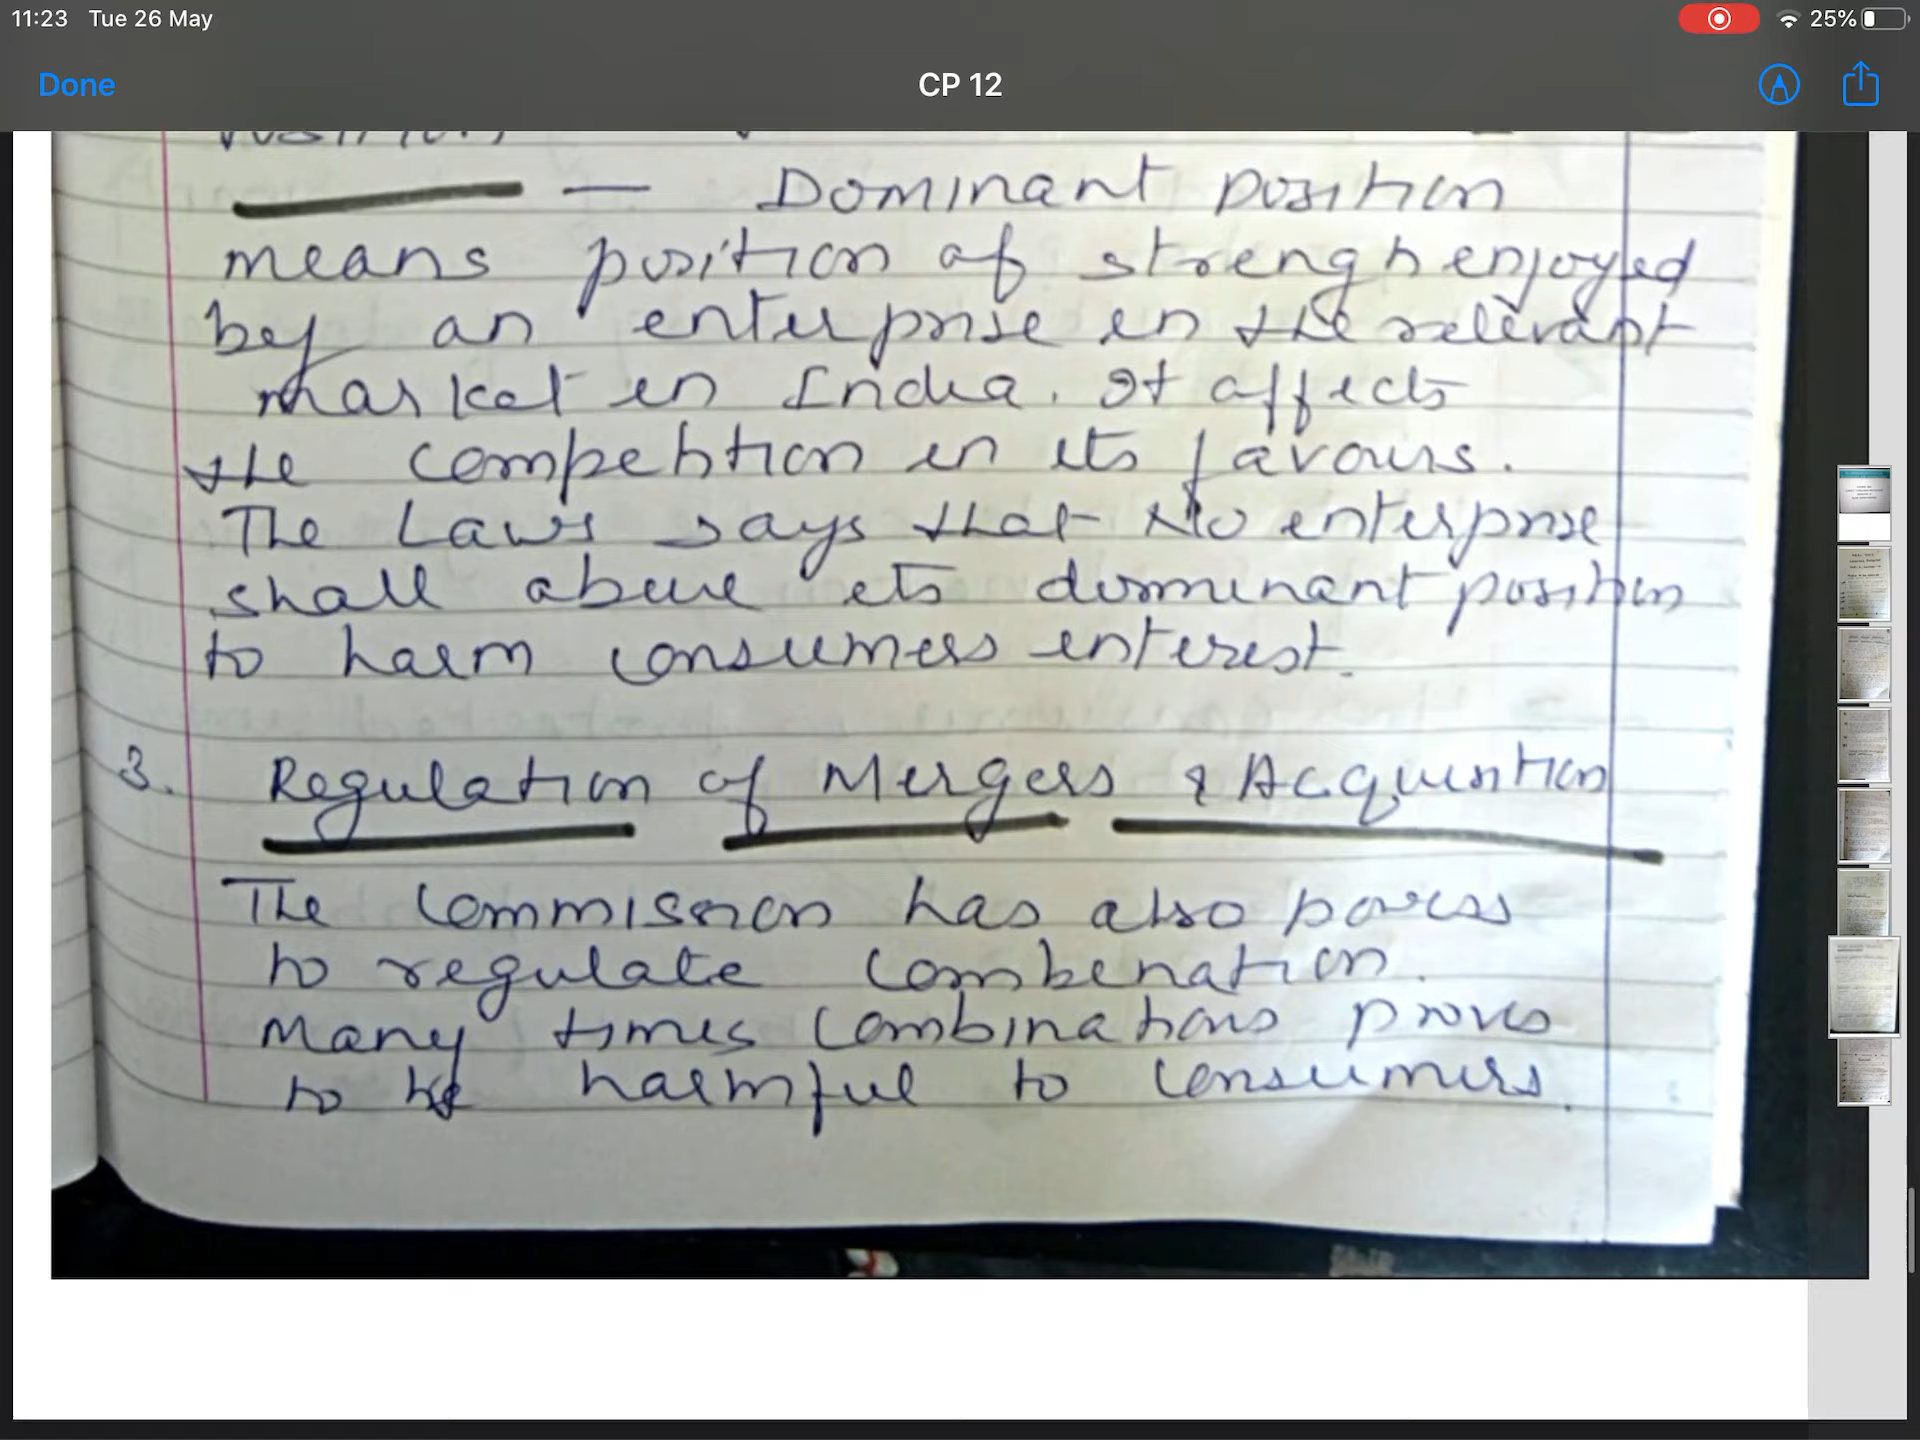 11:23 Tue 26 May 25%
Done CP 12
— Dominant position
means position of strengh enjoyed
by an enterprise in the relevant
market in India. It affects
the competition in its favours.
The Laws says that No enterprise
shall abuse its dominant position
to harm consumers interest.
3. Regulation of Mergers & Acquisition
The Commission has also powers
to regulate combination.
Many times Combinations proves
to be harmful to consumers.